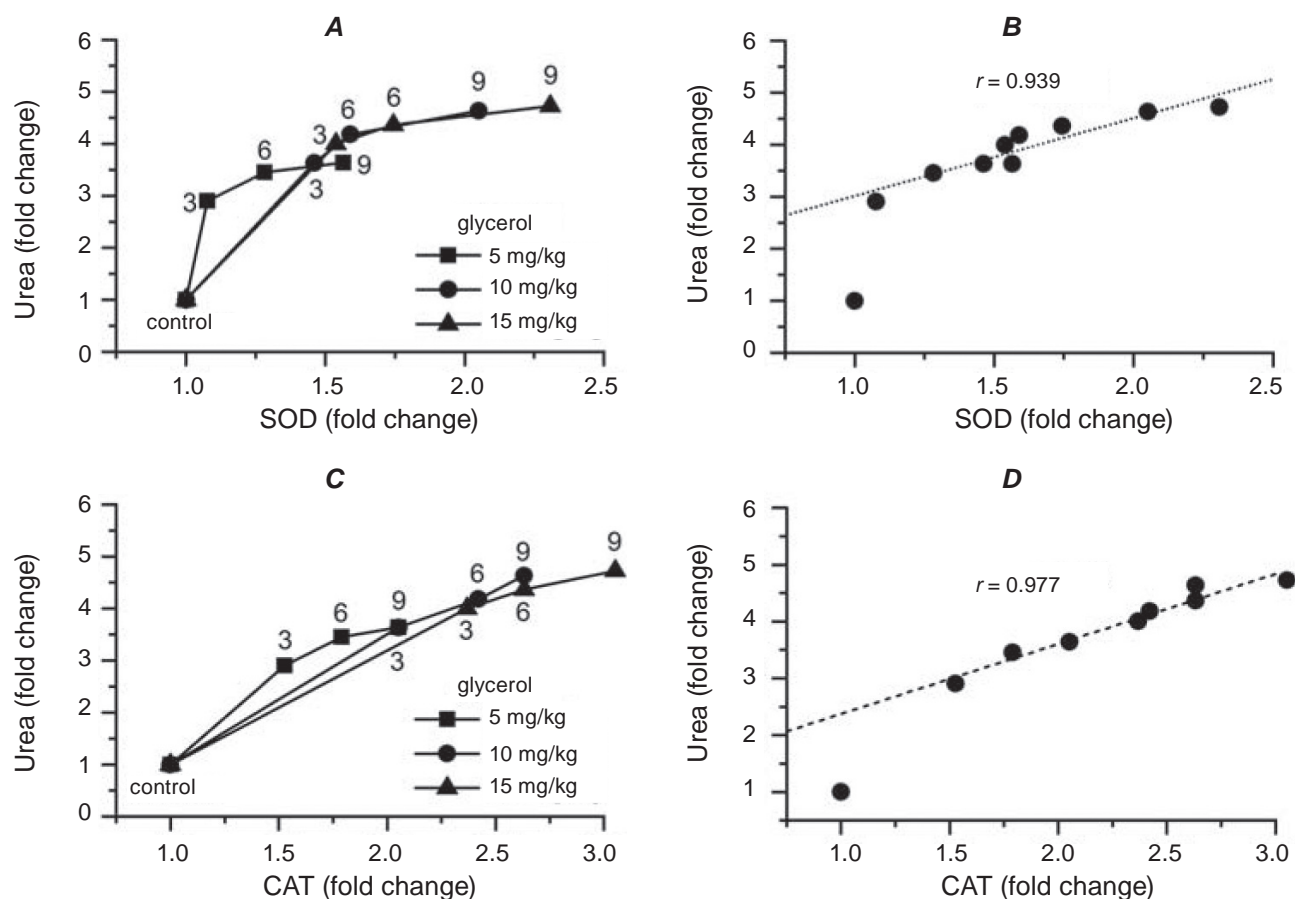 A
Urea (fold change)
6
5
4
3
2
1
0
9
9
6
6
3
6
3
9
3
control
glycerol
5 mg/kg
10 mg/kg
15 mg/kg
1.0
1.5
2.0
2.5
SOD (fold change)
B
Urea (fold change)
6
5
4
3
2
1
0
r = 0.939
1.0
1.5
2.0
2.5
SOD (fold change)
C
Urea (fold change)
6
5
4
3
2
1
0
9
9
6
9
6
3
3
6
3
control
glycerol
5 mg/kg
10 mg/kg
15 mg/kg
1.0
1.5
2.0
2.5
3.0
CAT (fold change)
D
Urea (fold change)
6
5
4
3
2
1
r = 0.977
1.0
1.5
2.0
2.5
3.0
CAT (fold change)